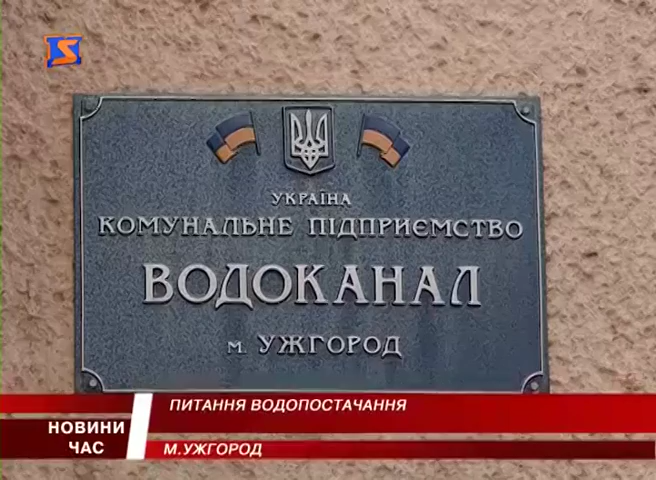 УКРАЇНА
КОМУНАЛЬНЕ ПІДПРИЄМСТВО
ВОДОКАНАЛ
м. УЖГОРОД
ПИТАННЯ ВОДОПОСТАЧАННЯ
НОВИНИ
ЧАС
М.УЖГОРОД